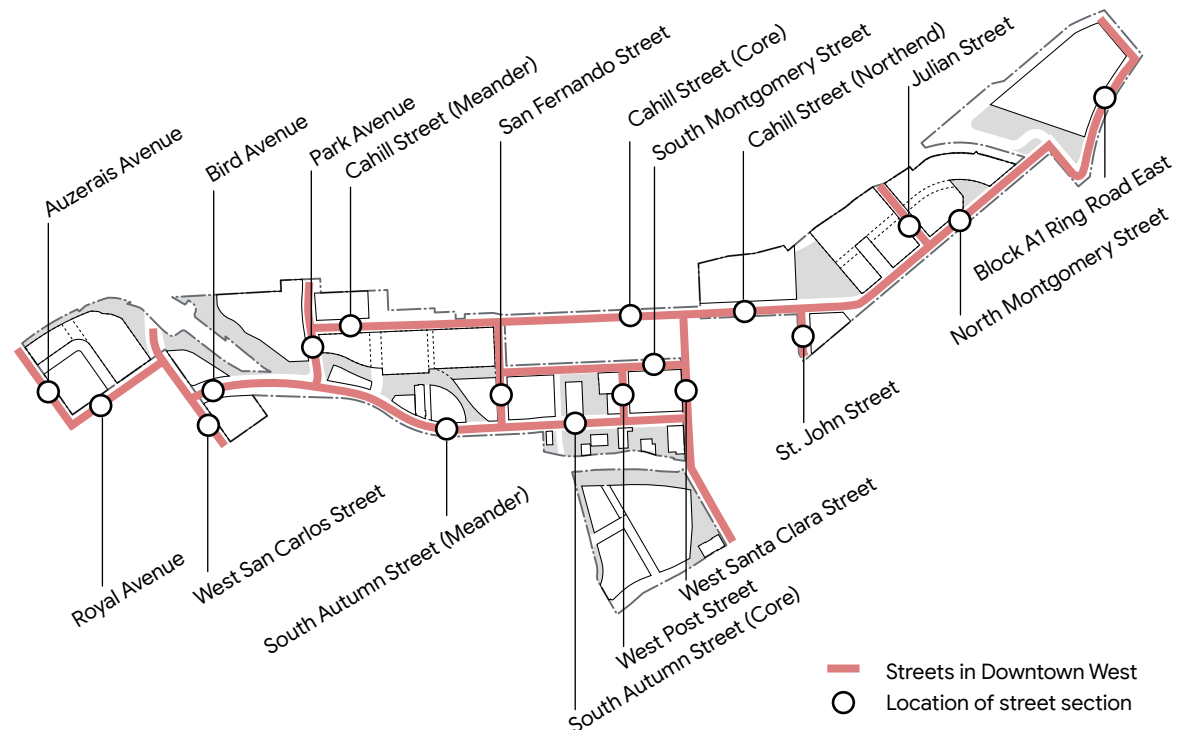 Auzerais Avenue
Bird Avenue
Park Avenue
Cahill Street (Meander)
San Fernando Street
Cahill Street (Core)
South Montgomery Street
Cahill Street (Northend)
Julian Street
Block A1 Ring Road East
North Montgomery Street
St. John Street
West Santa Clara Street
West Post Street
South Autumn Street (Core)
South Autumn Street (Meander)
West San Carlos Street
Royal Avenue
Streets in Downtown West
Location of street section